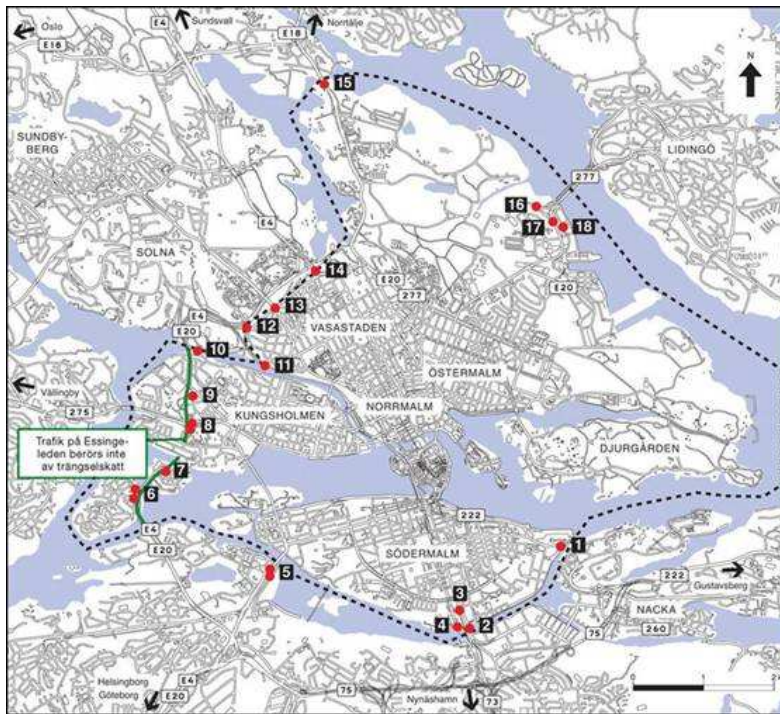 Oslo
E18
E4
Sundsvall
E18
Norrtälje
N
15
SUNDBY-
BERG
LIDINGÖ
277
16
17
18
E4
SOLNA
14
E20
277
E20
13
E4
E20
12
VASASTADEN
10
11
ÖSTERMALM
Vällingby
275
9
KUNGSHOLMEN
NORRMALM
8
DJURGÅRDEN
Trafik på Essinge-
leden berörs inte
av trängselskatt
7
6
222
E4
E20
SÖDERMALM
1
5
222
Gustavsberg
3
NACKA
4
2
75
260
Helsingborg
Göteborg
E4
E20
75
Nynäshamn
73
0
1